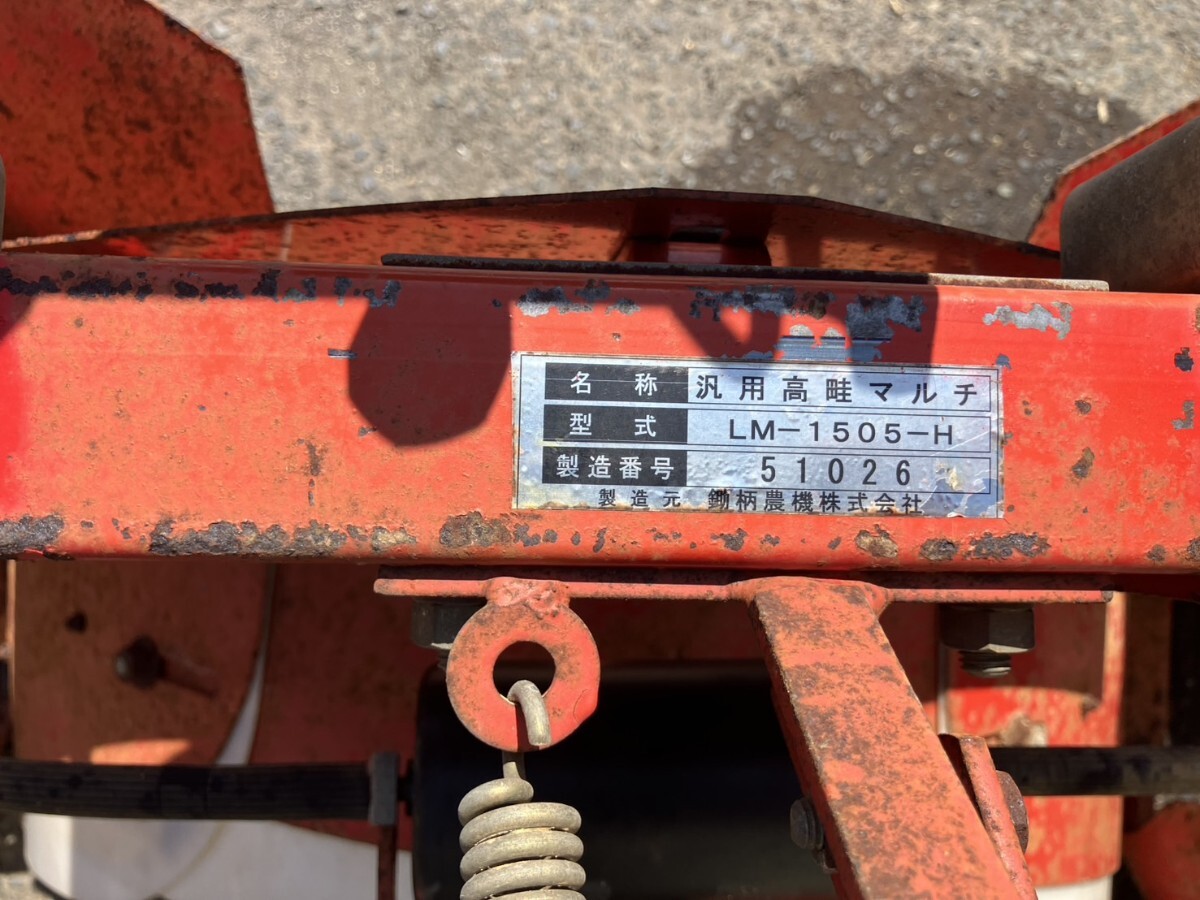 名称 汎用高畦マルチ
型式 LM-1505-H
製造番号 51026
製造元 鋤柄農機株式会社